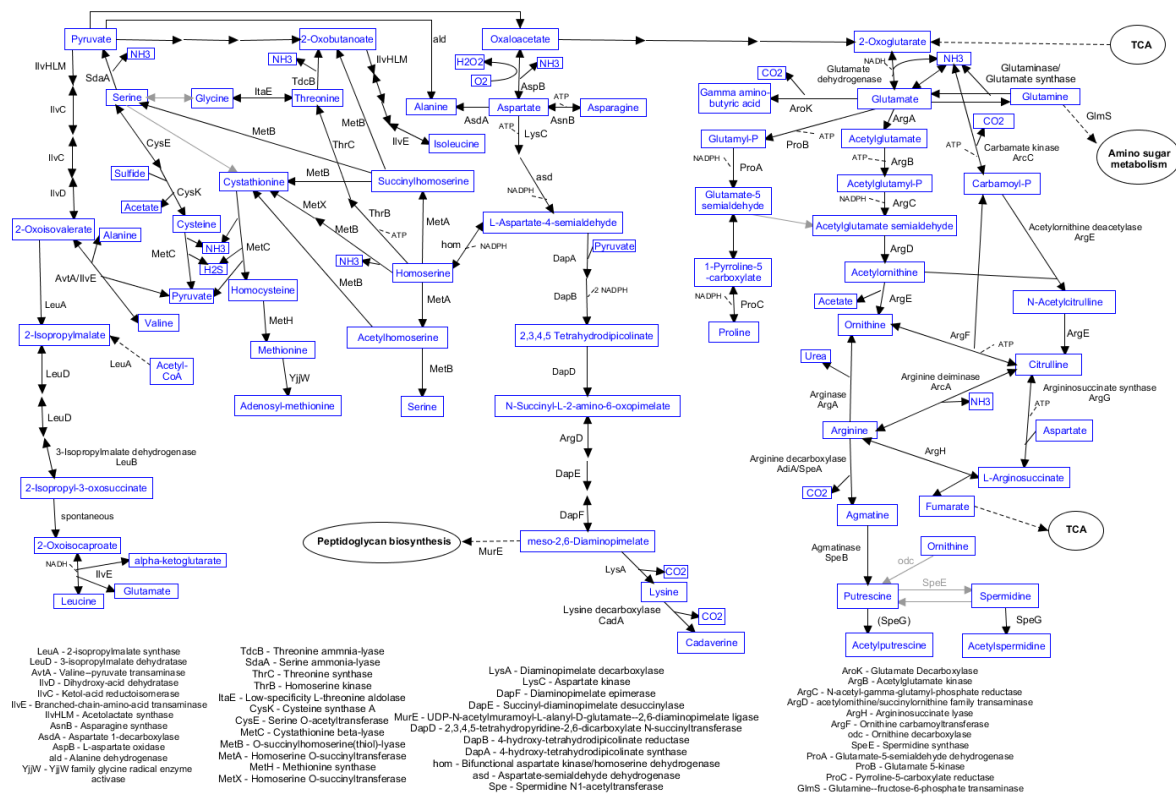 Pyruvate
2-Oxobutanoate
ald
Oxaloacetate
2-Oxoglutarate
TCA
IlvHLM
SdaA
NH3
NH3
TcdB
IlvHLM
H2O2
O2
NH3
AspB
NADH
Glutamate
dehydrogenase
NH3
Glutaminase/
Glutamate synthase
CO2
Gamma amino-
butyric acid
AroK
Glutamate
Glutamine
GlmS
Amino sugar
metabolism
IlvC
Serine
Glycine
ItaE
Threonine
Alanine
AsdA
Aspartate
ATP
AsnB
Asparagine
ATP
LysC
IlvE
Isoleucine
MetB
MetB
ThrC
CysE
IlvC
Glutamyl-P
ATP
ProB
ArgA
Acetylglutamate
CO2
ATP
Carbamate kinase
ArcC
NADPH
ProA
ATP
ArgB
Acetylglutamyl-P
Carbamoyl-P
NADPH
ArgC
IlvD
Sulfide
CysK
Acetate
Cystathionine
MetB
Succinylhomoserine
asd
NADPH
Glutamate-5
semialdehyde
Acetylglutamate semialdehyde
2-Oxoisovalerate
Alanine
Cysteine
MetX
MetB
ThrB
ATP
MetA
L-Aspartate-4-semialdehyde
hom
NADPH
Pyruvate
DapA
Acetylornithine deacetylase
ArgE
ArgD
MetC
NH3
H2S
MetC
NH3
Homoserine
1-Pyrroline-5
-carboxylate
Acetylornithine
AvtA/IlvE
Pyruvate
Homocysteine
MetB
MetA
DapB
2 NADPH
NADPH
ProC
Acetate
ArgE
N-Acetylcitrulline
LeuA
Valine
MetH
Proline
Ornithine
ArgF
ATP
ArgE
2-Isopropylmalate
Acetylhomoserine
2,3,4,5 Tetrahydrodipicolinate
Methionine
Urea
Citrulline
LeuA
Acetyl-
CoA
LeuD
YjjW
MetB
DapD
Arginase
ArgA
Arginine deiminase
ArcA
NH3
Argininosuccinate synthase
ArgG
ATP
Adenosyl-methionine
Serine
N-Succinyl-L-2-amino-6-oxopimelate
LeuD
ArgD
Arginine
Aspartate
3-Isopropylmalate dehydrogenase
LeuB
ArgH
Arginine decarboxylase
AdiA/SpeA
DapE
L-Arginosuccinate
2-Isopropyl-3-oxosuccinate
CO2
Fumarate
spontaneous
DapF
Agmatine
TCA
2-Oxoisocaproate
Peptidoglycan biosynthesis
MurE
meso-2,6-Diaminopimelate
Agmatinase
SpeB
Ornithine
odc
NADH
IlvE
alpha-ketoglutarate
LysA
CO2
SpeE
Leucine
Glutamate
Lysine
Putrescine
Spermidine
Lysine decarboxylase
CadA
CO2
(SpeG)
SpeG
Cadaverine
Acetylputrescine
Acetylspermidine
LeuA - 2-isopropylmalate synthase
LeuD - 3-isopropylmalate dehydratase
AvtA - Valine--pyruvate transaminase
IlvD - Dihydroxy-acid dehydratase
IlvC - Ketol-acid reductoisomerase
IlvE - Branched-chain-amino-acid transaminase
IlvHLM - Acetolactate synthase
AsnB - Asparagine synthase
AsdA - Aspartate 1-decarboxylase
AspB - L-aspartate oxidase
ald - Alanine dehydrogenase
YjjW - YjjW family glycine radical enzyme
activase
TdcB - Threonine ammnia-lyase
SdaA - Serine ammonia-lyase
ThrC - Threonine synthase
ThrB - Homoserine kinase
ItaE - Low-specificity L-threonine aldolase
CysK - Cysteine synthase A
CysE - Serine O-acetyltransferase
MetC - Cystathionine beta-lyase
MetB - O-succinylhomoserine(thiol)-lyase
MetA - Homoserine O-succinyltransferase
MetH - Methionine synthase
MetX - Homoserine O-succinyltransferase
LysA - Diaminopimelate decarboxylase
LysC - Aspartate kinase
DapF - Diaminopimelate epimerase
DapE - Succinyl-diaminopimelate desuccinylase
MurE - UDP-N-acetylmuramoyl-L-alanyl-D-glutamate--2,6-diaminopimelate ligase
DapD - 2,3,4,5-tetrahydropyridine-2,6-dicarboxylate N-succinyltransferase
DapB - 4-hydroxy-tetrahydrodipicolinate reductase
DapA - 4-hydroxy-tetrahydrodipicolinate synthase
hom - Bifunctional aspartate kinase/homoserine dehydrogenase
asd - Aspartate-semialdehyde dehydrogenase
Spe - Spermidine N1-acetyltransferase
AroK - Glutamate Decarboxylase
ArgB - Acetylglutamate kinase
ArgC - N-acetyl-gamma-glutamyl-phosphate reductase
ArgD - acetylornithine/succinylornithine family transaminase
ArgH - Argininosuccinate lyase
ArgF - Ornithine carbamoyltransferase
odc - Ornithine decarboxylase
SpeE - Spermidine synthase
ProA - Glutamate-5-semialdehyde dehydrogenase
ProB - Glutamate 5-kinase
ProC - Pyrroline-5-carboxylate reductase
GlmS - Glutamine--fructose-6-phosphate transaminase